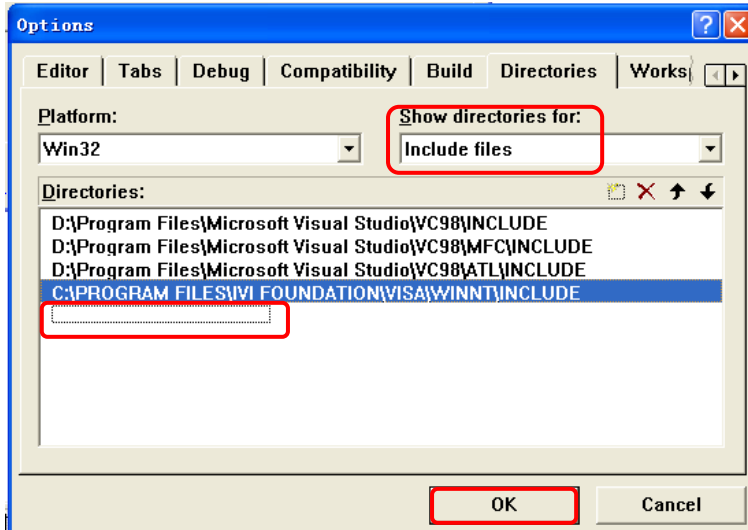 Options
Editor Tabs Debug Compatibility Build Directories Works
Platform: Show directories for:
Win32 Include files
Directories:
D:\Program Files\Microsoft Visual Studio\VC98\INCLUDE
D:\Program Files\Microsoft Visual Studio\VC98\MFC\INCLUDE
D:\Program Files\Microsoft Visual Studio\VC98\ATL\INCLUDE
C:\PROGRAM FILES\IVI FOUNDATION\VISA\WINNT\INCLUDE
OK Cancel